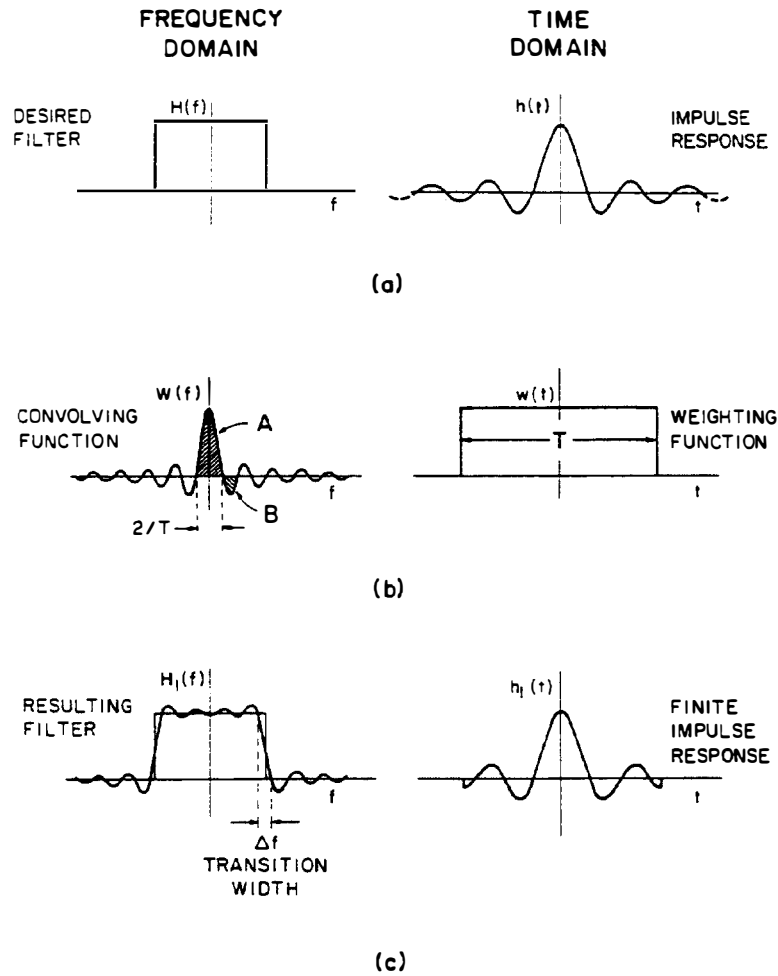 FREQUENCY
DOMAIN
TIME
DOMAIN
DESIRED
FILTER
H(f)
f
h(t)
t
IMPULSE
RESPONSE
(a)
CONVOLVING
FUNCTION
W(f)
A
B
f
2/T
w(t)
T
t
WEIGHTING
FUNCTION
(b)
RESULTING
FILTER
H₁(f)
f
Δf
TRANSITION
WIDTH
h₁(t)
t
FINITE
IMPULSE
RESPONSE
(c)